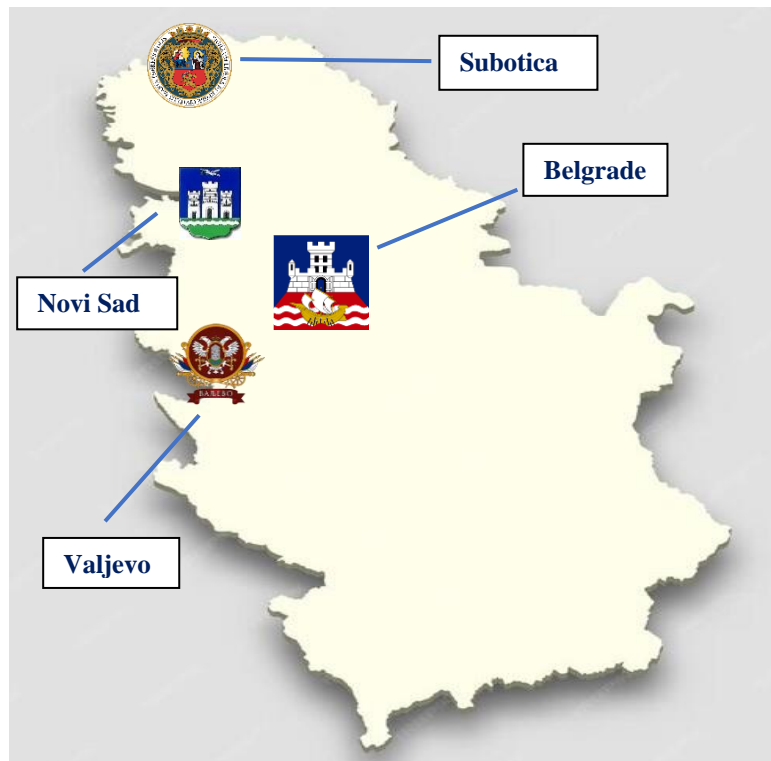 Subotica
Belgrade
Novi Sad
ВАЉЕВО
Valjevo